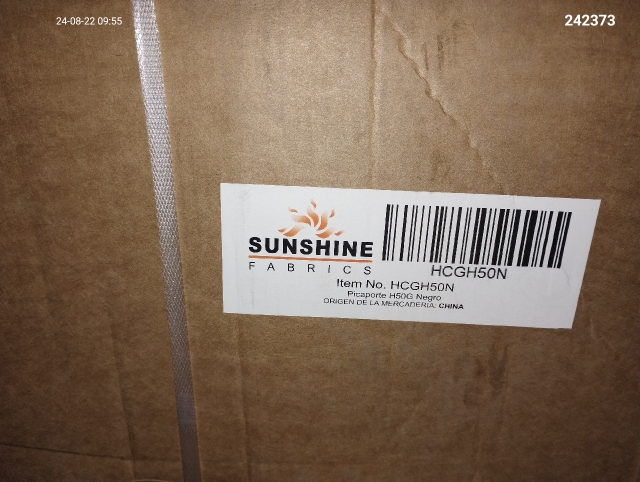 24-08-22 09:55
242373
SUNSHINE
FABRICS
HCGH50N
Item No. HCGH50N
Picaporte H50G Negro
ORIGEN DE LA MERCADERIA: CHINA